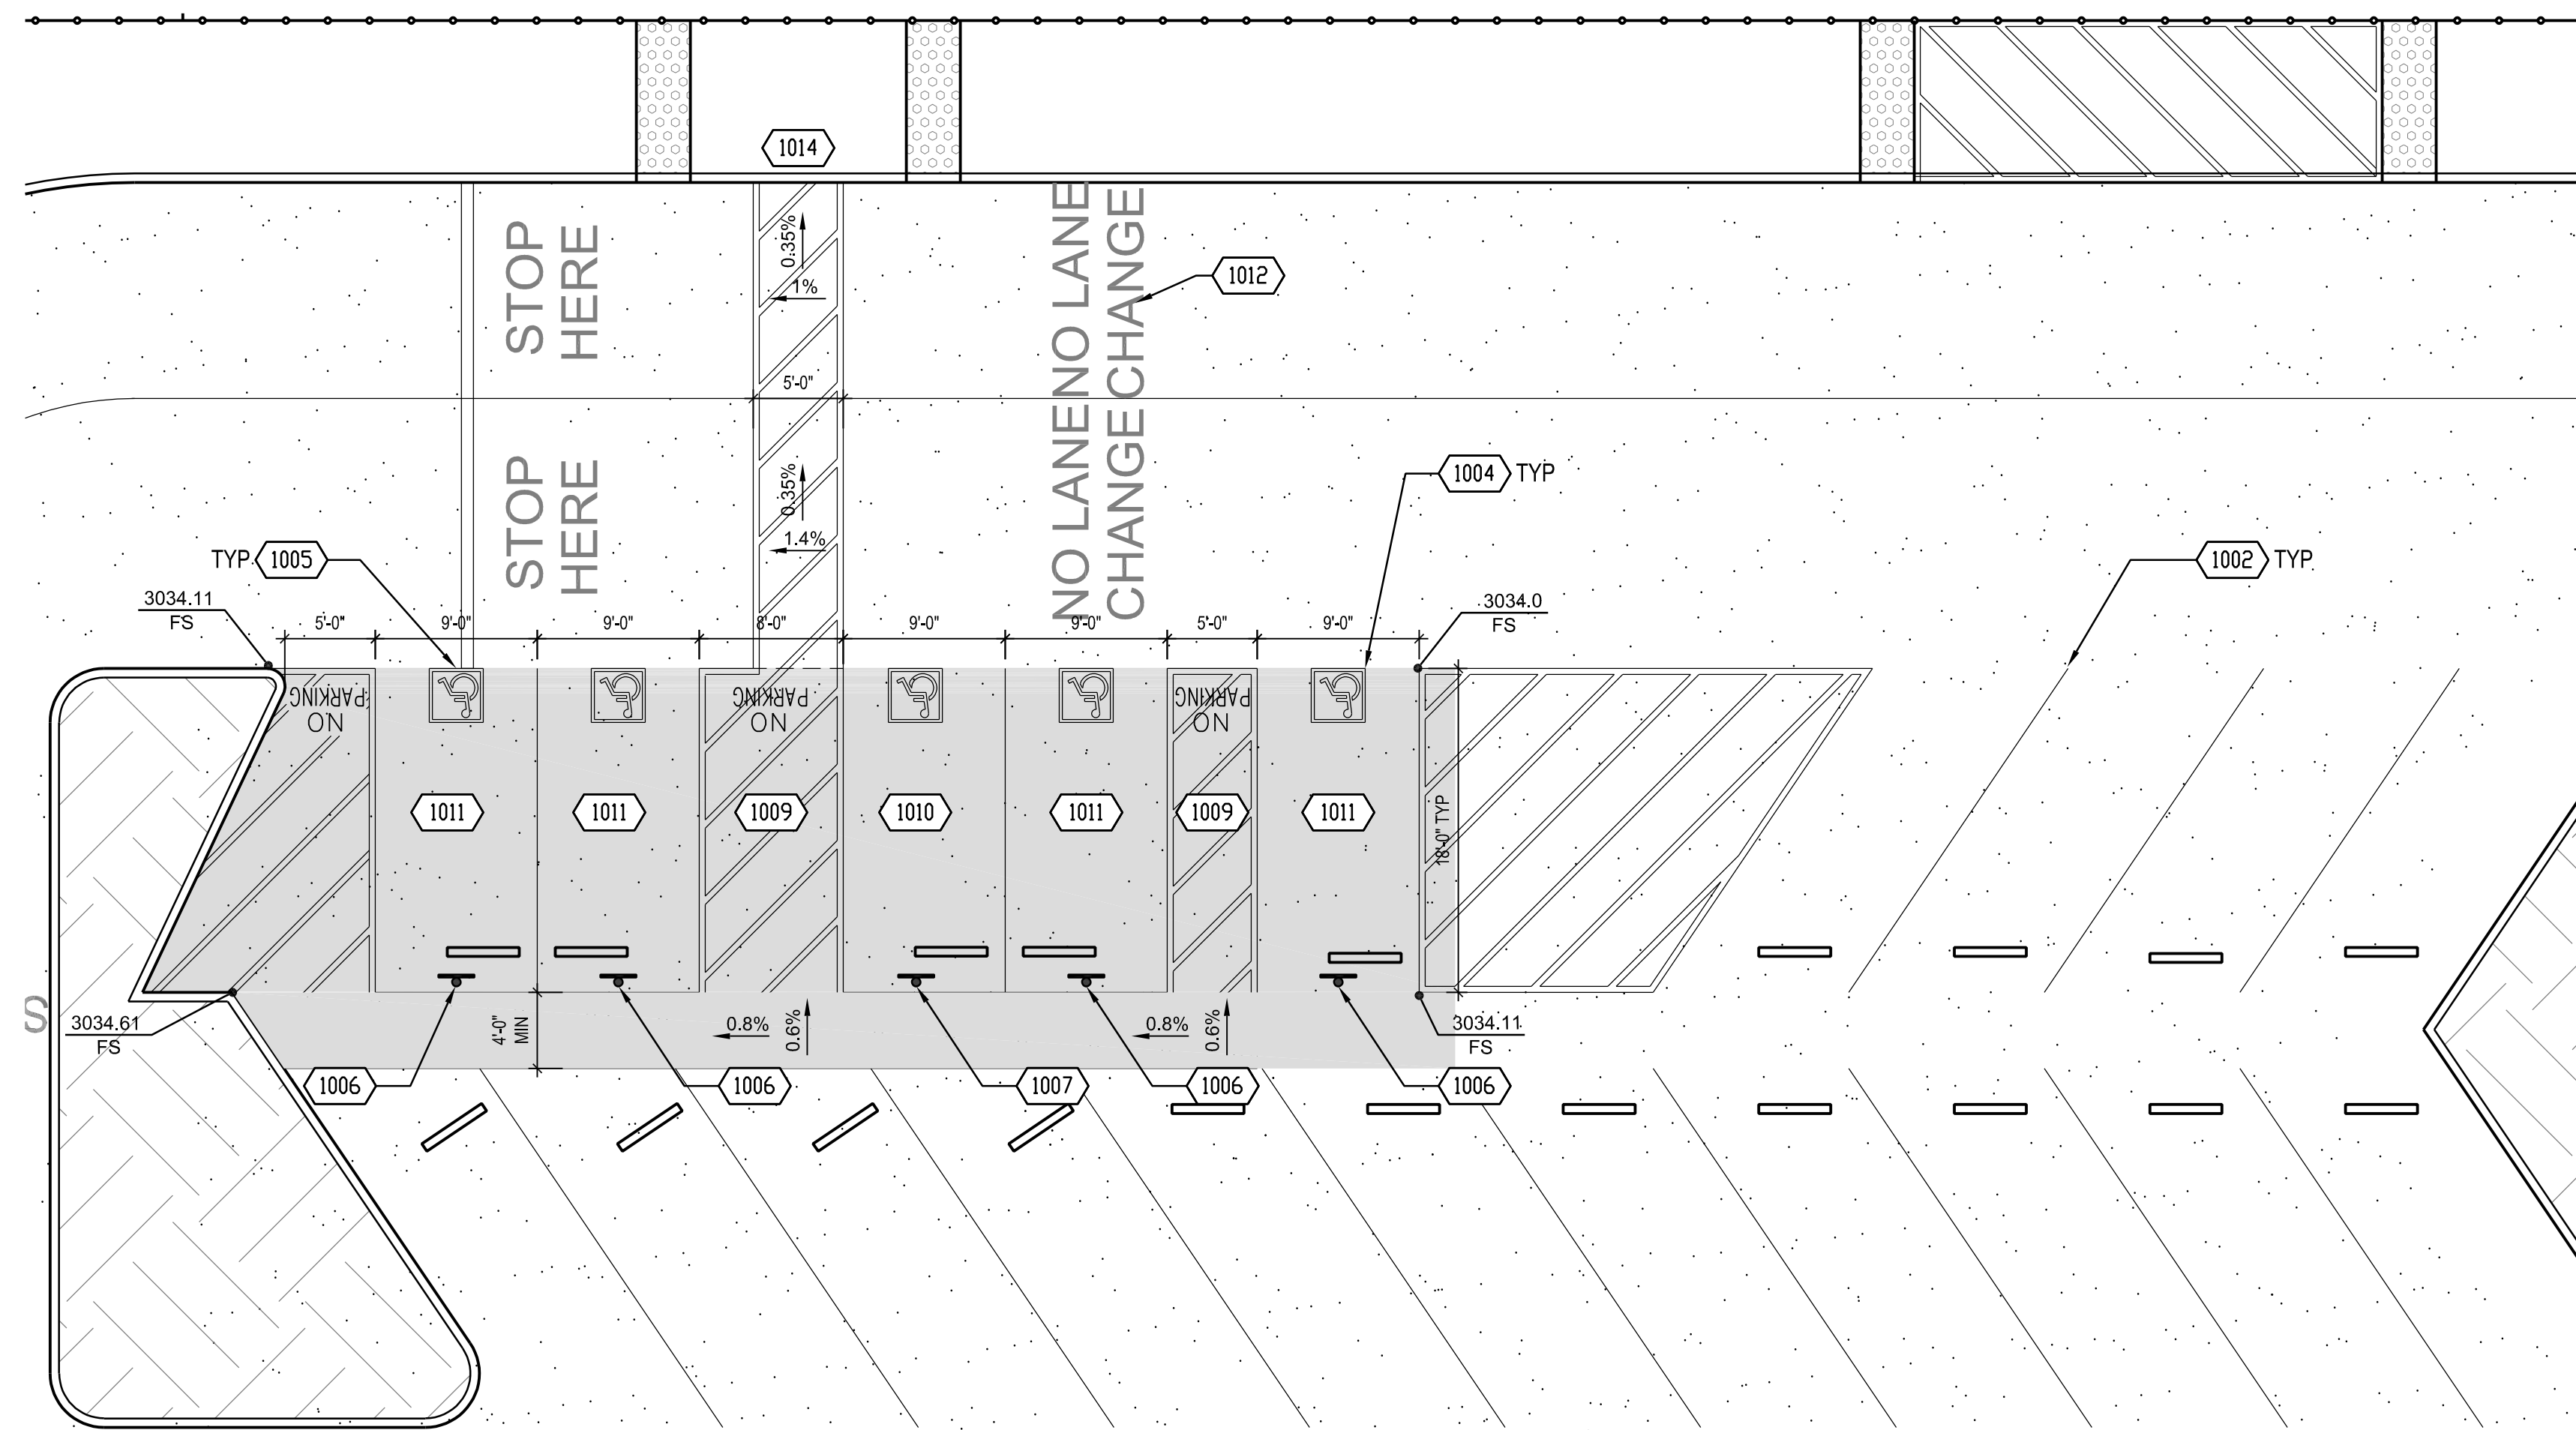 1014
STOP
HERE
0.35%
1%
NO LANENO LANE
CHANGECHANGE
1012
5'-0"
STOP
HERE
0.35%
1.4%
1004 TYP
TYP 1005
1002 TYP
3034.11
FS
3034.0
FS
5'-0"
9'-0"
9'-0"
8'-0"
9'-0"
9'-0"
5'-0"
9'-0"
NO
PARKING
NO
PARKING
NO
PARKING
1011
1011
1009
1010
1011
1009
1011
18'-0" TYP
S
3034.61
FS
4'-0"
MIN
0.8%
0.6%
0.8%
0.6%
3034.11
FS
1006
1006
1007
1006
1006